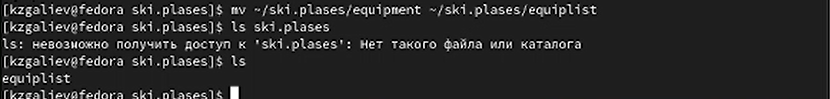 [kzgaliev@fedora ski.plases]$ mv ~/ski.plases/equipment ~/ski.plases/equiplist
[kzgaliev@fedora ski.plases]$ ls ski.plases
ls: невозможно получить доступ к 'ski.plases': Нет такого файла или каталога
[kzgaliev@fedora ski.plases]$ ls
equiplist
[kzgaliev@fedora ski.plases]$